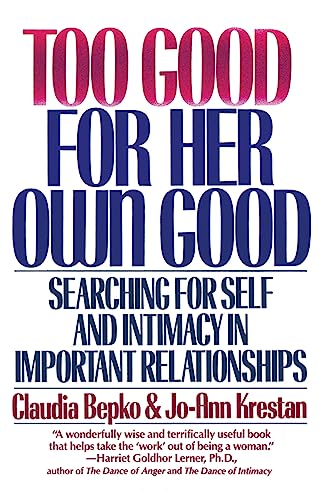 TOO GOOD
FOR HER
OWN GOOD
SEARCHING FOR SELF
AND INTIMACY IN
IMPORTANT RELATIONSHIPS
Claudia Bepko & Jo-Ann Krestan
"A wonderfully wise and terrifically useful book
that helps take the 'work' out of being a woman."
—Harriet Goldhor Lerner, Ph.D.,
author of The Dance of Anger and The Dance of Intimacy